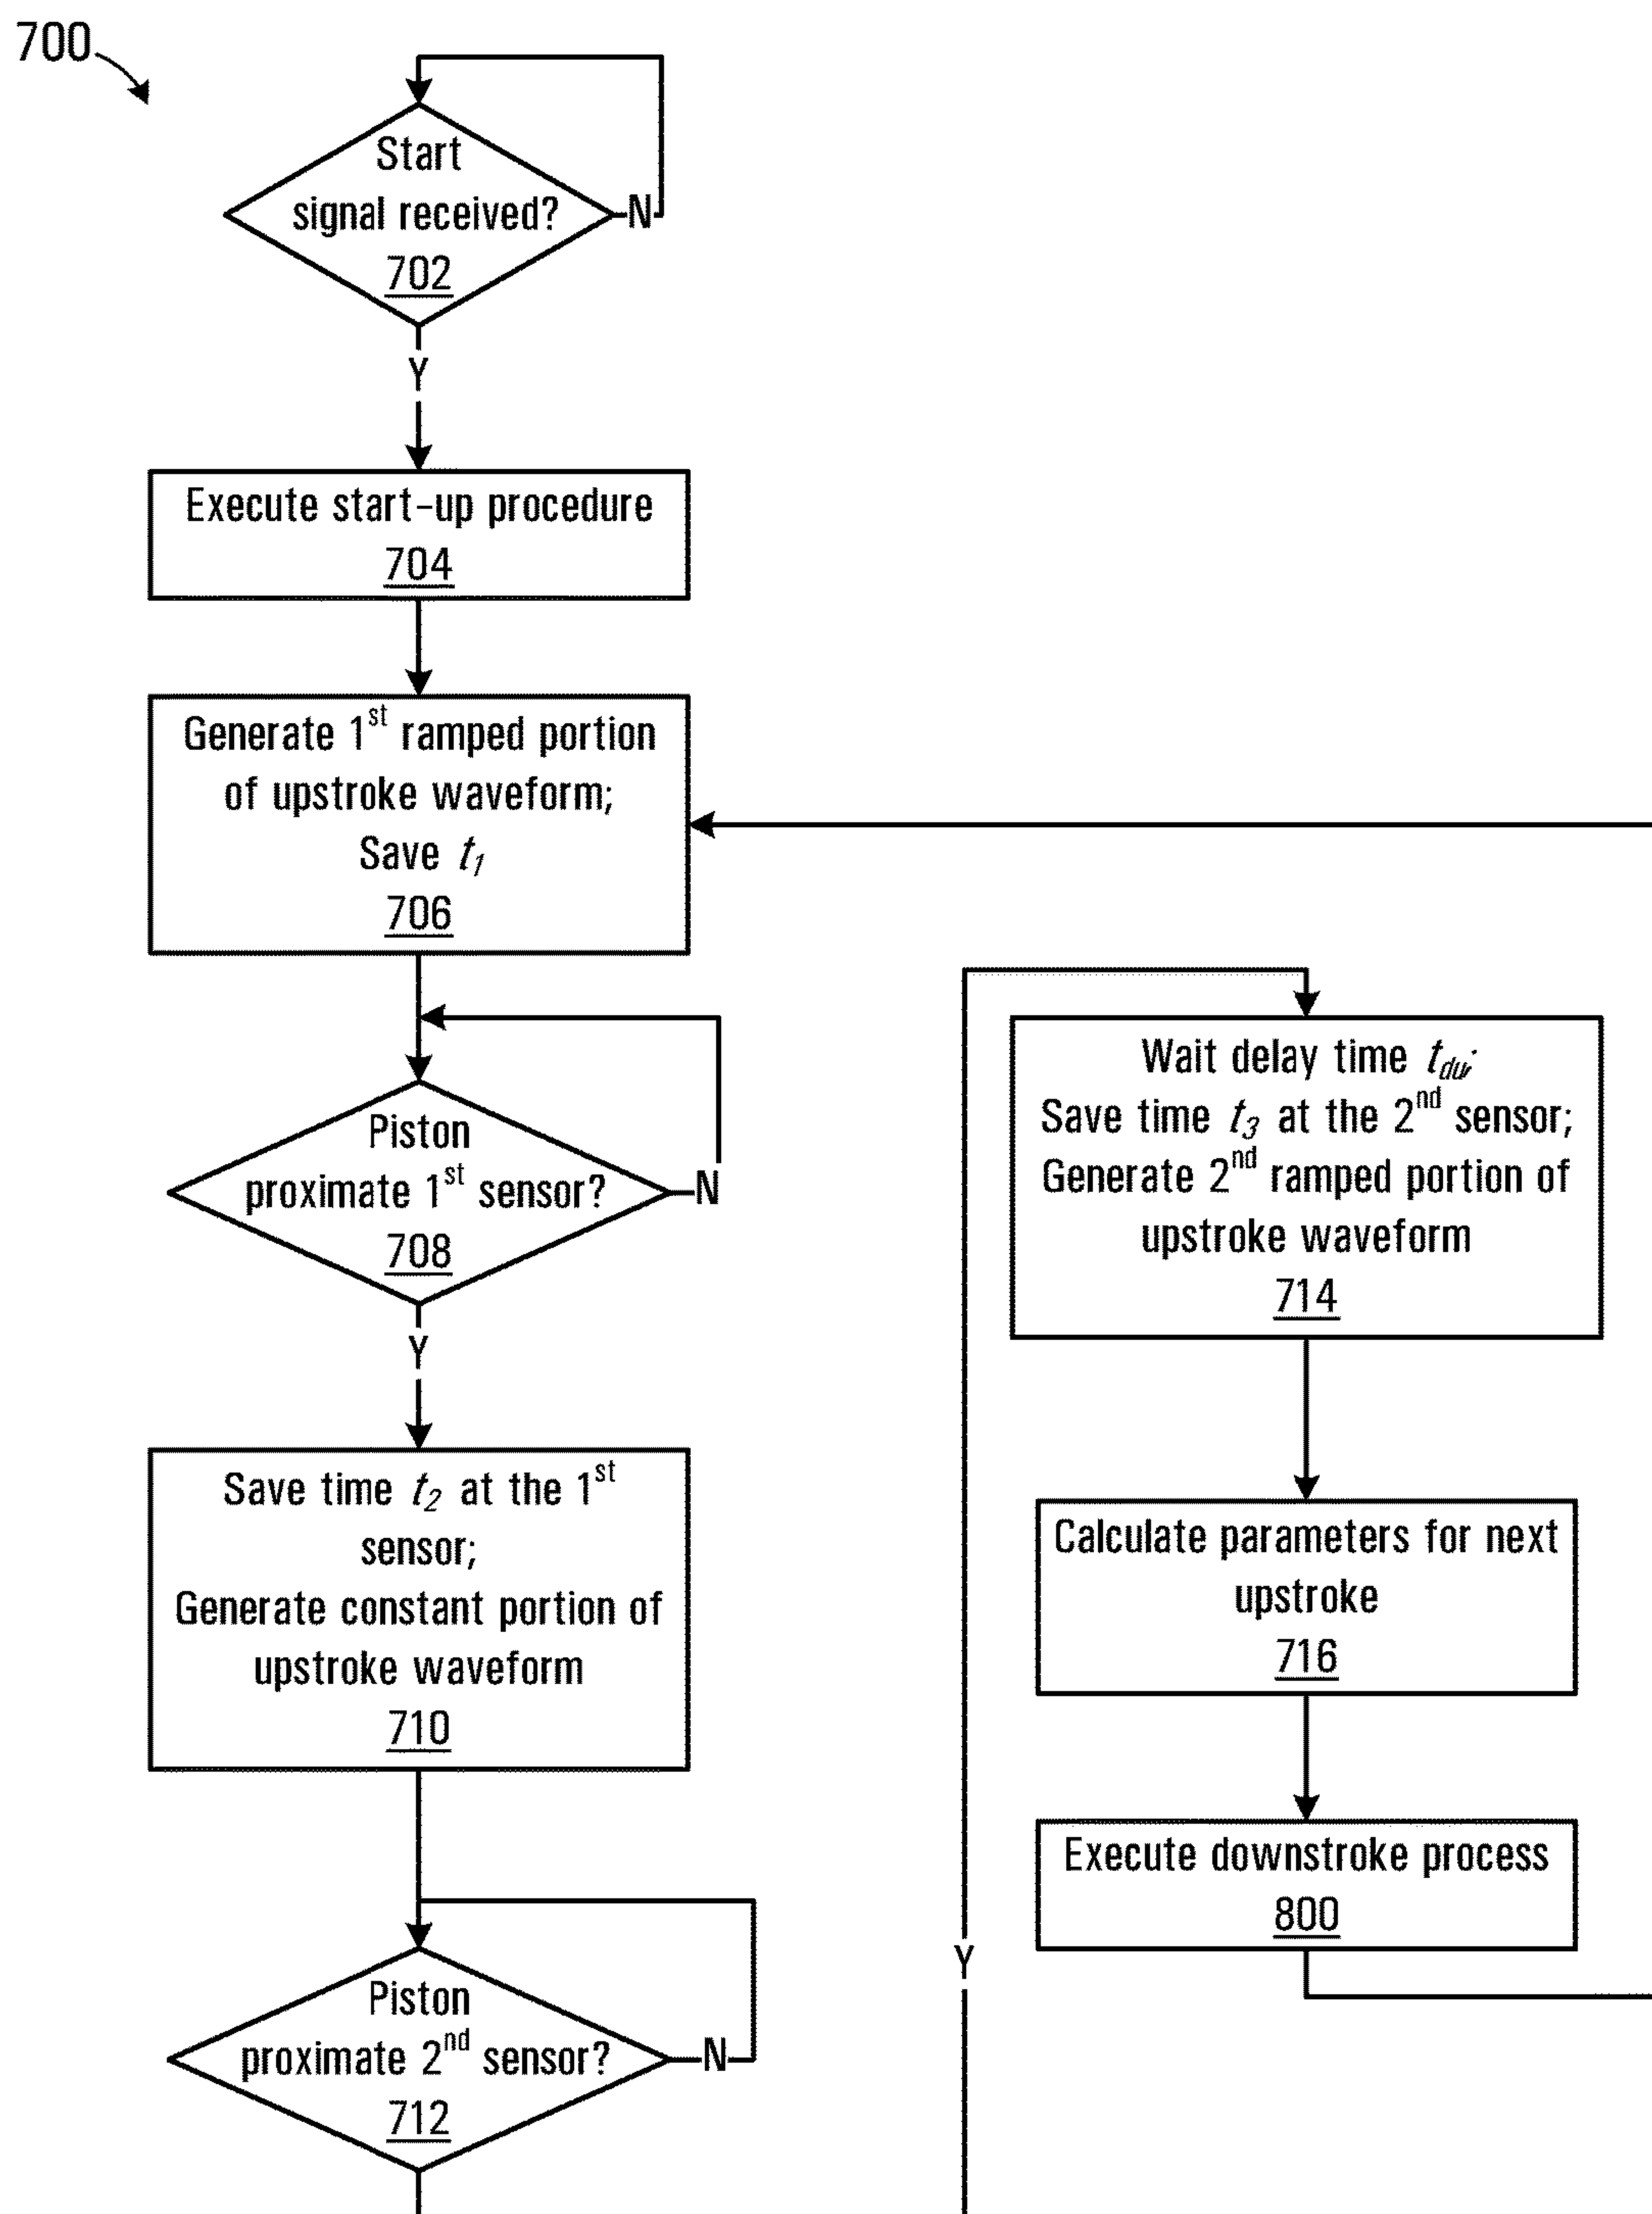 700
Start
signal received?
702
N
Y
Execute start-up procedure
704
Generate 1st ramped portion
of upstroke waveform;
Save t1
706
Piston
proximate 1st sensor?
708
N
Y
Save time t2 at the 1st
sensor;
Generate constant portion of
upstroke waveform
710
Piston
proximate 2nd sensor?
712
N
Y
Wait delay time tdu;
Save time t3 at the 2nd sensor;
Generate 2nd ramped portion of
upstroke waveform
714
Calculate parameters for next
upstroke
716
Execute downstroke process
800